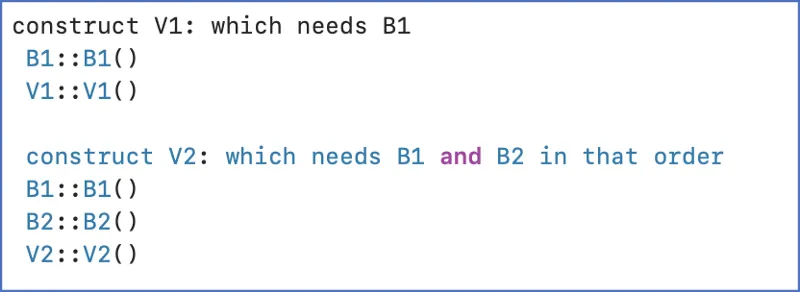 construct V1: which needs B1
B1::B1()
V1::V1()
construct V2: which needs B1 and B2 in that order
B1::B1()
B2::B2()
V2::V2()